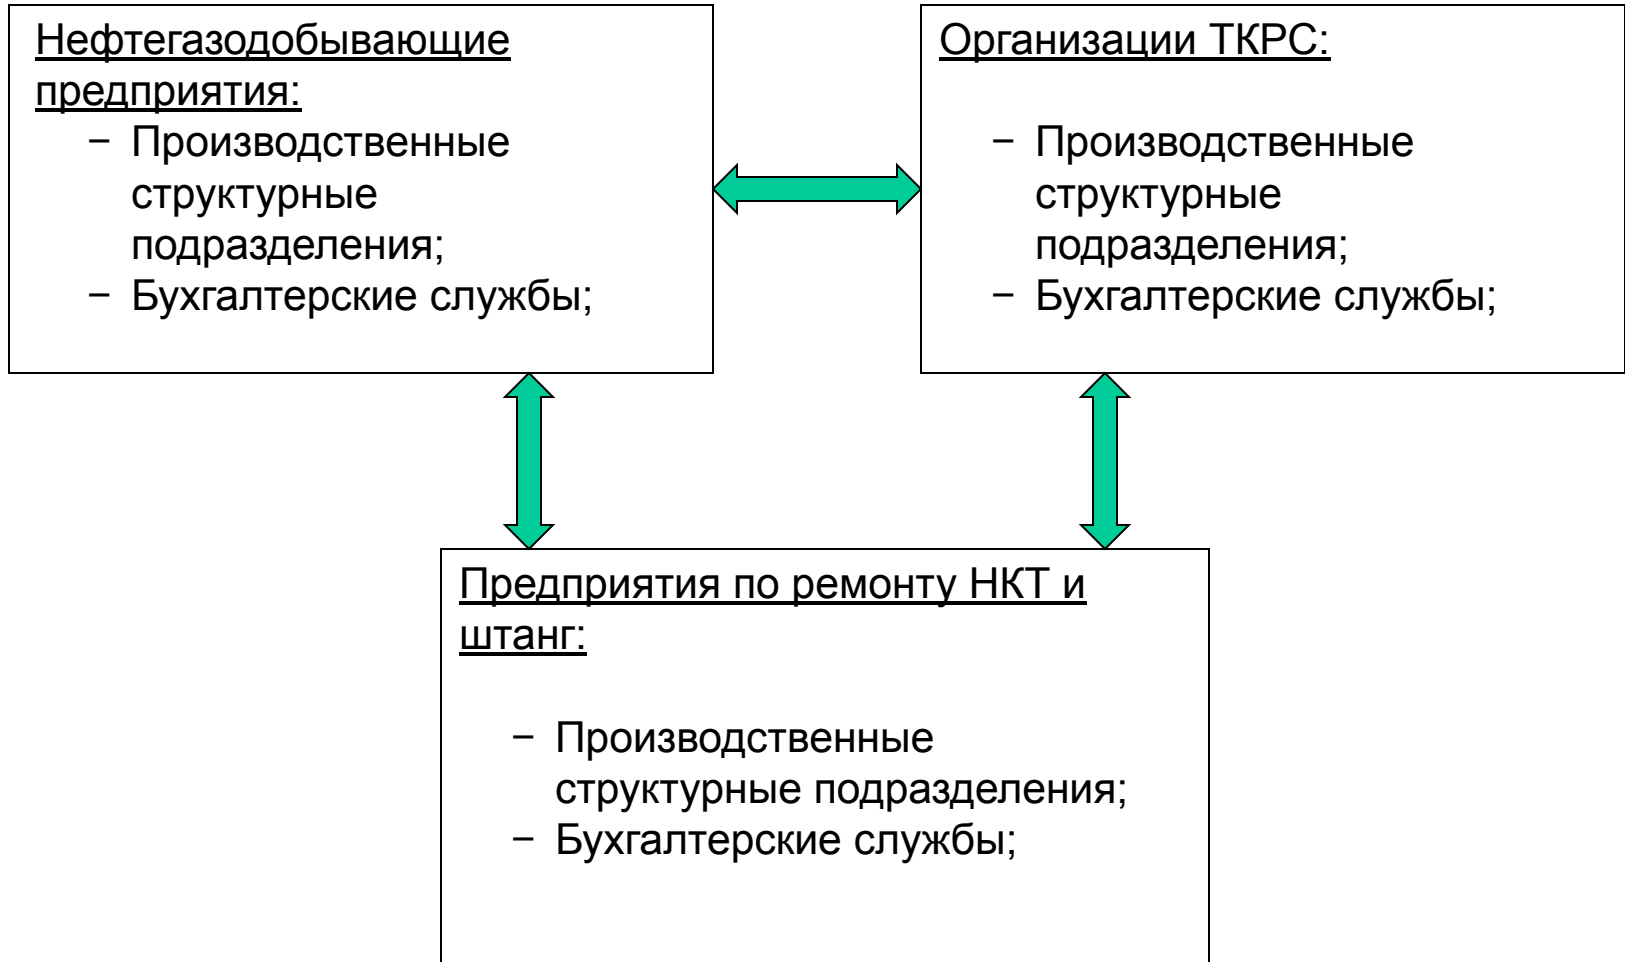 Нефтегазодобывающие
предприятия:
− Производственные
структурные
подразделения;
− Бухгалтерские службы;
Организации ТКРС:
− Производственные
структурные
подразделения;
− Бухгалтерские службы;
Предприятия по ремонту НКТ и
штанг:
− Производственные
структурные подразделения;
− Бухгалтерские службы;